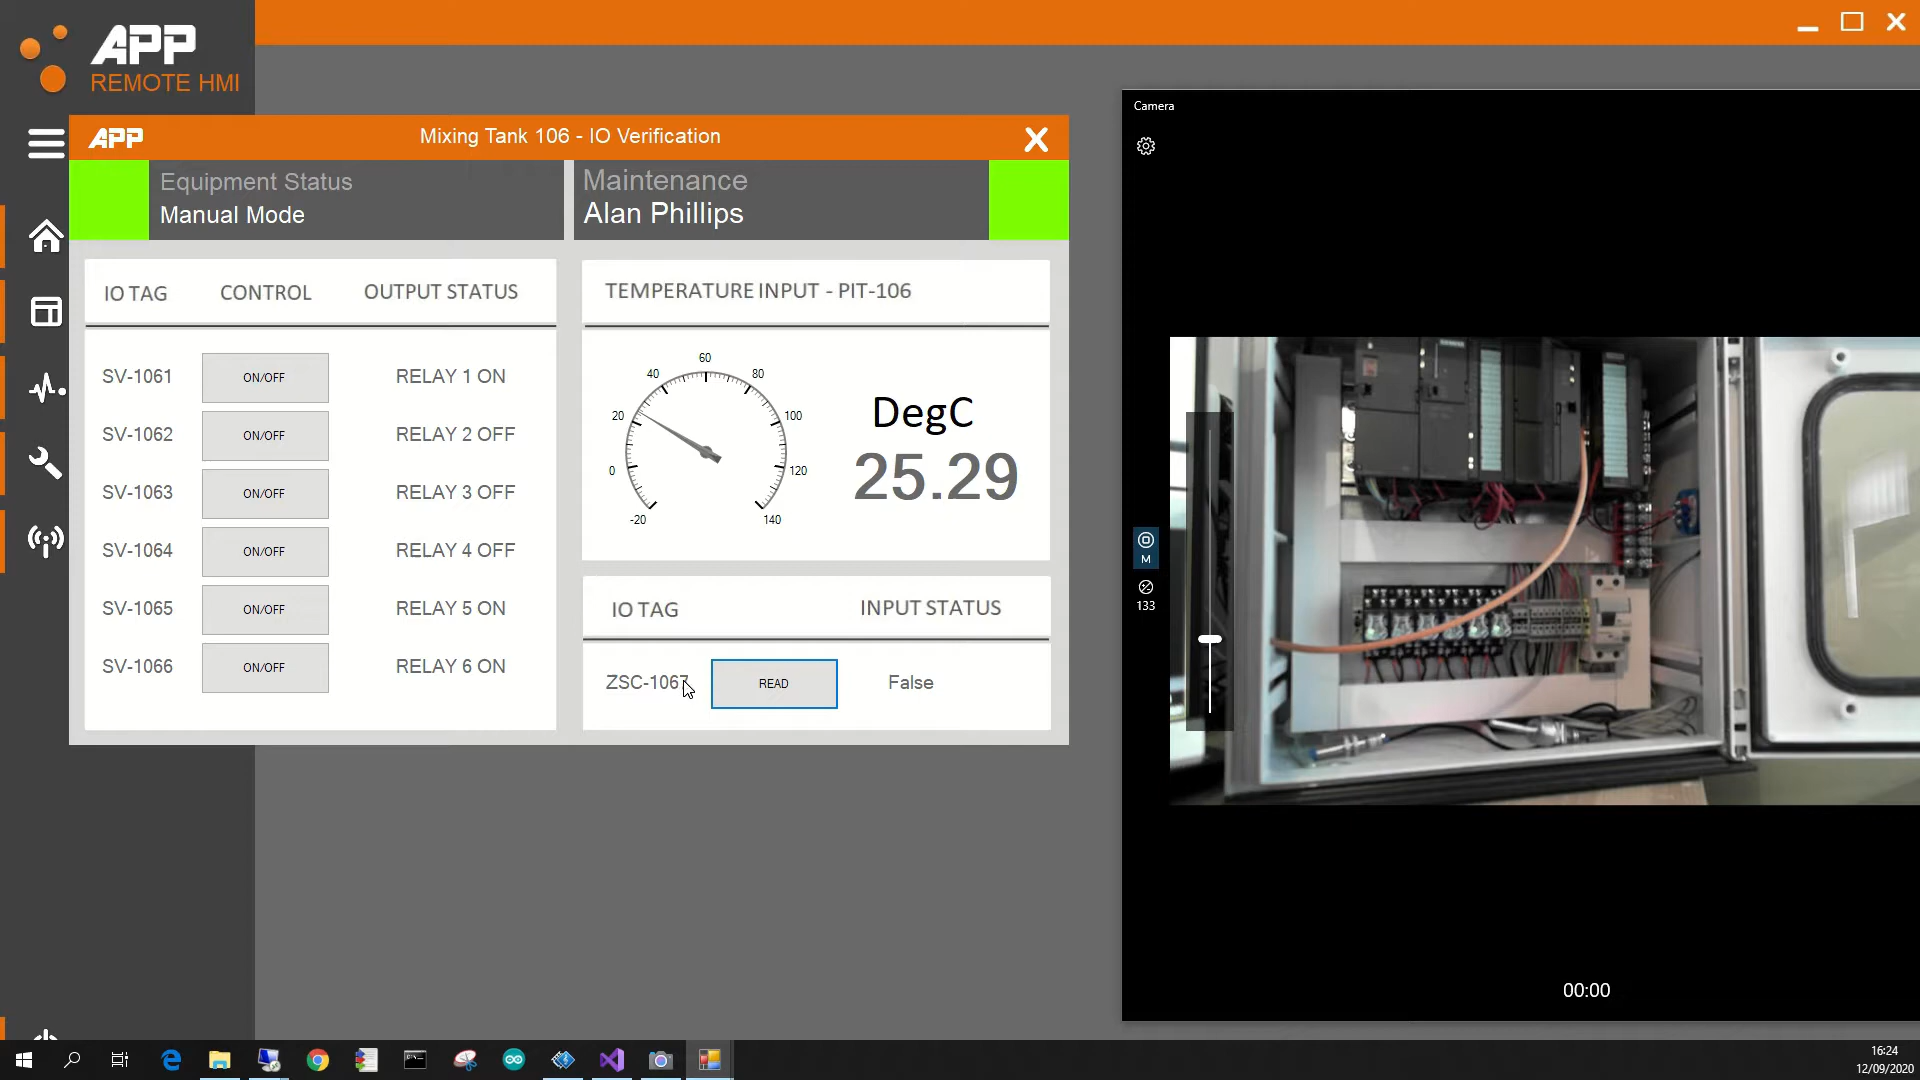 APP
REMOTE HMI
APP
Mixing Tank 106 - IO Verification
Equipment Status
Manual Mode
Maintenance
Alan Phillips
IO TAG
CONTROL
OUTPUT STATUS
SV-1061
ON/OFF
RELAY 1 ON
SV-1062
ON/OFF
RELAY 2 OFF
SV-1063
ON/OFF
RELAY 3 OFF
SV-1064
ON/OFF
RELAY 4 OFF
SV-1065
ON/OFF
RELAY 5 ON
SV-1066
ON/OFF
RELAY 6 ON
TEMPERATURE INPUT - PIT-106
-20
0
20
40
60
80
100
120
140
DegC
25.29
IO TAG
INPUT STATUS
ZSC-1067
READ
False
Camera
M
133
00:00
16:24
12/09/2020